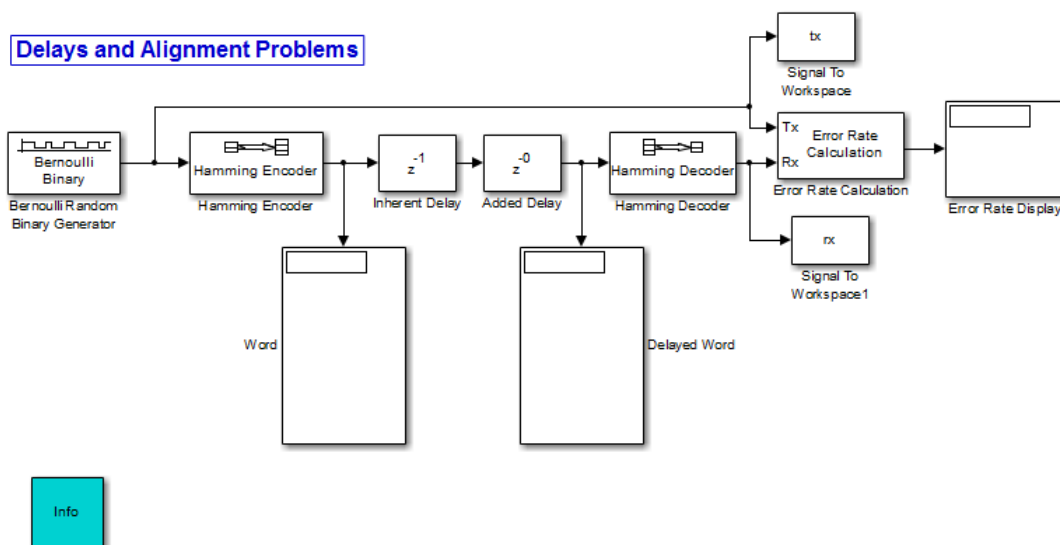 Delays and Alignment Problems
tx
Signal To
Workspace
Bernoulli
Binary
Bernoulli Random
Binary Generator
Hamming Encoder
Hamming Encoder
z-1
Inherent Delay
z-0
Added Delay
Hamming Decoder
Hamming Decoder
Tx
Rx
Error Rate
Calculation
Error Rate Calculation
Error Rate Display
rx
Signal To
Workspace1
Word
Delayed Word
Info